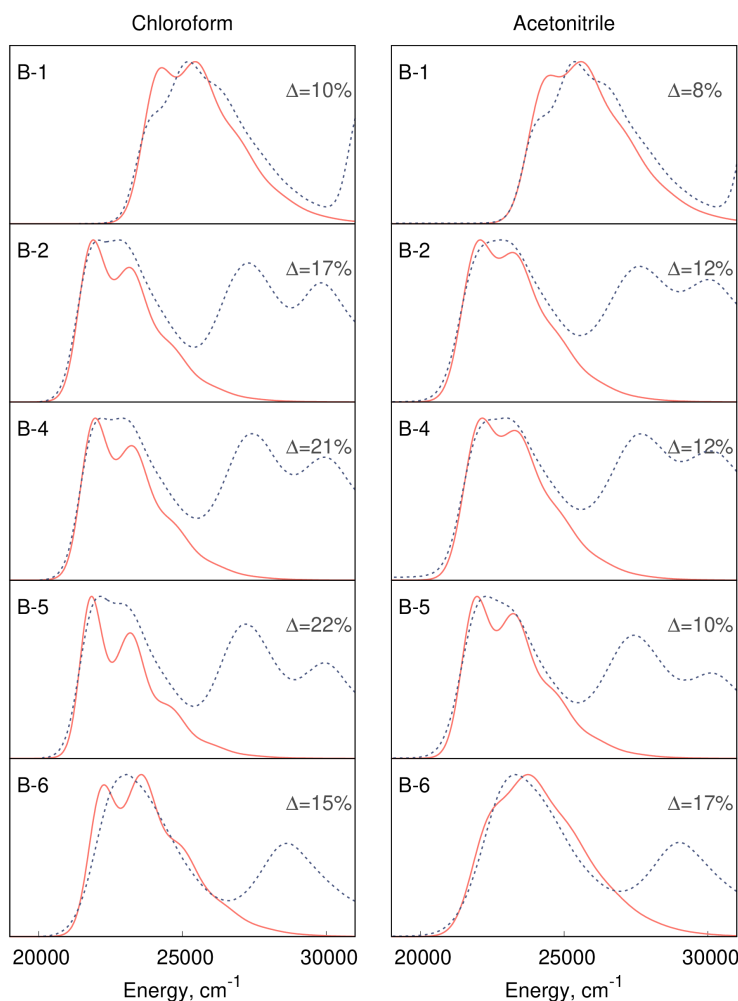 Chloroform
Acetonitrile
B-1
Δ=10%
B-1
Δ=8%
B-2
Δ=17%
B-2
Δ=12%
B-4
Δ=21%
B-4
Δ=12%
B-5
Δ=22%
B-5
Δ=10%
B-6
Δ=15%
B-6
Δ=17%
20000 25000 30000
20000 25000 30000
Energy, cm⁻¹
Energy, cm⁻¹